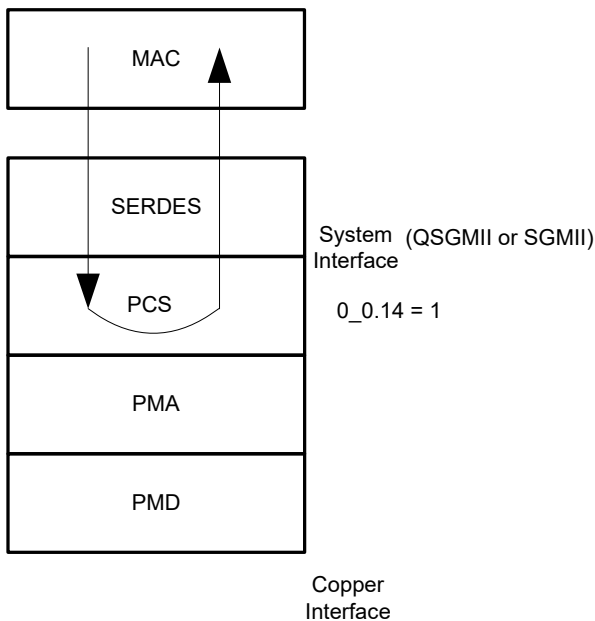 MAC
SERDES
System (QSGMII or SGMII)
Interface
PCS
0_0.14 = 1
PMA
PMD
Copper
Interface